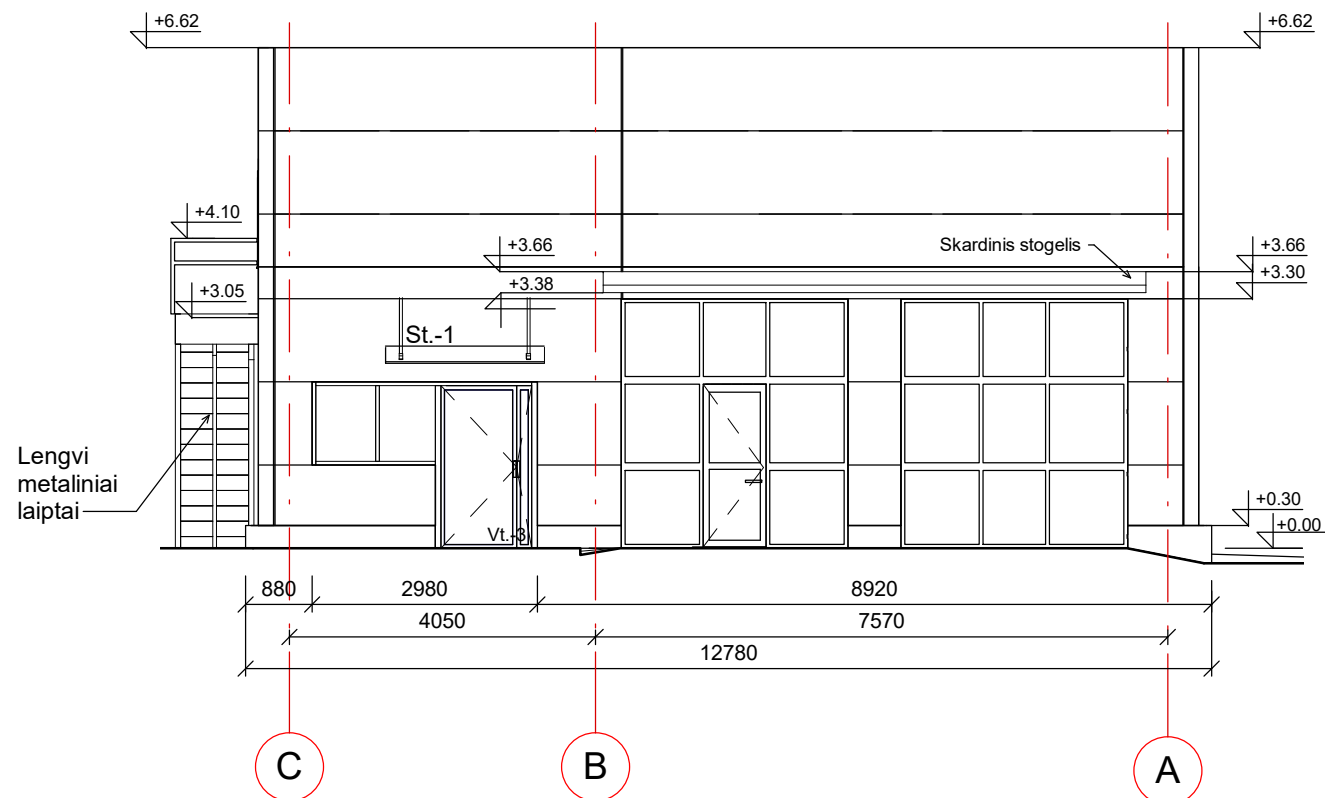 +6.62
+6.62
+4.10
+3.66
Skardinis stogelis
+3.66
+3.05
+3.38
+3.30
St.-1
Lengvi
metaliniai
laiptai
+0.30
Vt.-3
+0.00
880
2980
8920
4050
7570
12780
C
B
A